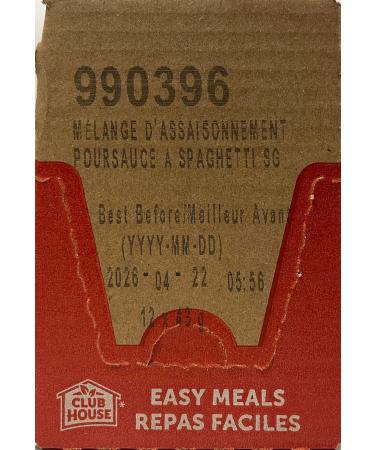 990396
MÉLANGE D'ASSAISONNEMENT
POURSAUCE A SPAGHETTI SG
Best Before/Meilleur Avant
(YYYY-MM-DD)
2026-04-22 05:56
12 x 43 g
CLUB HOUSE*
EASY MEALS
REPAS FACILES